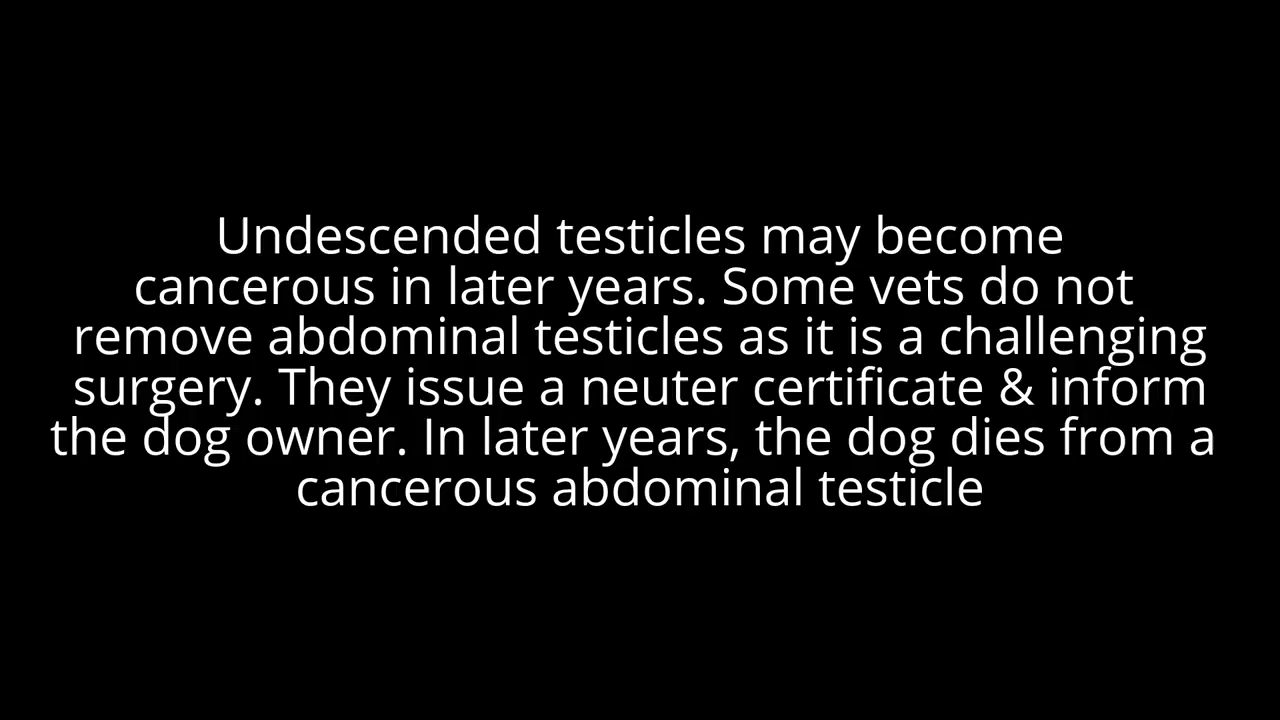 Undescended testicles may become
cancerous in later years. Some vets do not
remove abdominal testicles as it is a challenging
surgery. They issue a neuter certificate & inform
the dog owner. In later years, the dog dies from a
cancerous abdominal testicle